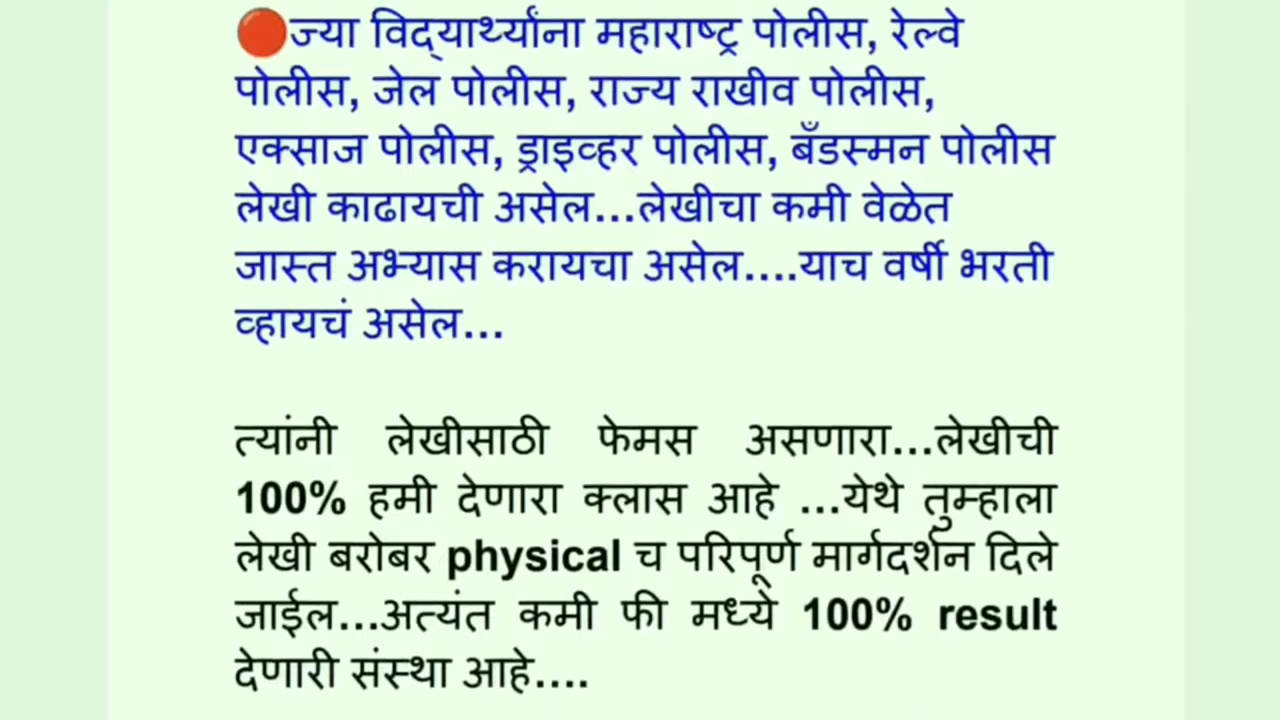 🔴ज्या विद्यार्थ्यांना महाराष्ट्र पोलीस, रेल्वे
पोलीस, जेल पोलीस, राज्य राखीव पोलीस,
एक्साज पोलीस, ड्राइव्हर पोलीस, बँडस्मन पोलीस
लेखी काढायची असेल...लेखीचा कमी वेळेत
जास्त अभ्यास करायचा असेल....याच वर्षी भरती
व्हायचं असेल...
त्यांनी लेखीसाठी फेमस असणारा...लेखीची
100% हमी देणारा क्लास आहे ...येथे तुम्हाला
लेखी बरोबर physical च परिपूर्ण मार्गदर्शन दिले
जाईल...अत्यंत कमी फी मध्ये 100% result
देणारी संस्था आहे....